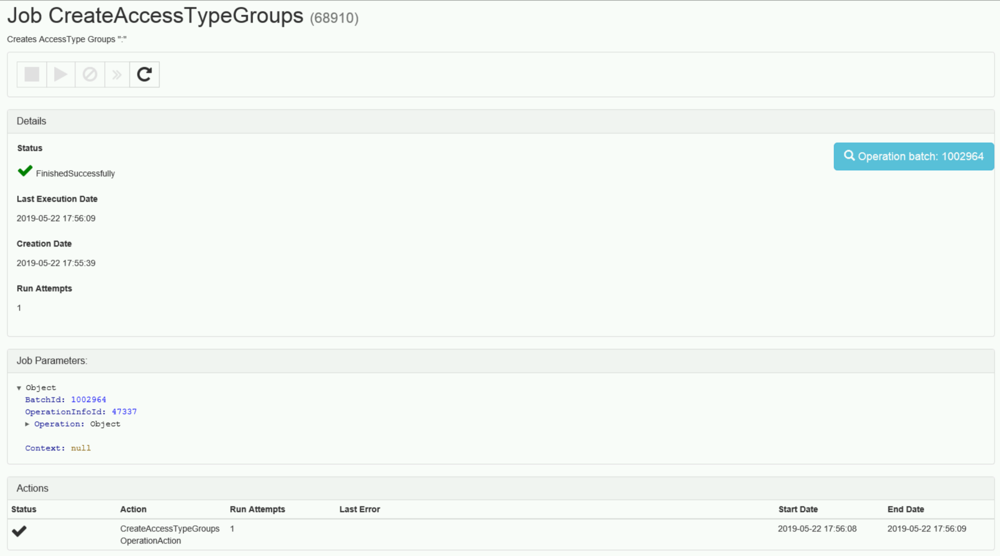 Job CreateAccessTypeGroups (68910)
Creates AccessType Groups ":"
Details
Status
FinishedSuccessfully
Operation batch: 1002964
Last Execution Date
2019-05-22 17:56:09
Creation Date
2019-05-22 17:55:39
Run Attempts
1
Job Parameters:
Object
BatchId: 1002964
OperationInfoId: 47337
Operation: Object
Context: null
Actions
Status Action Run Attempts Last Error Start Date End Date
CreateAccessTypeGroups 1 2019-05-22 17:56:08 2019-05-22 17:56:09
OperationAction